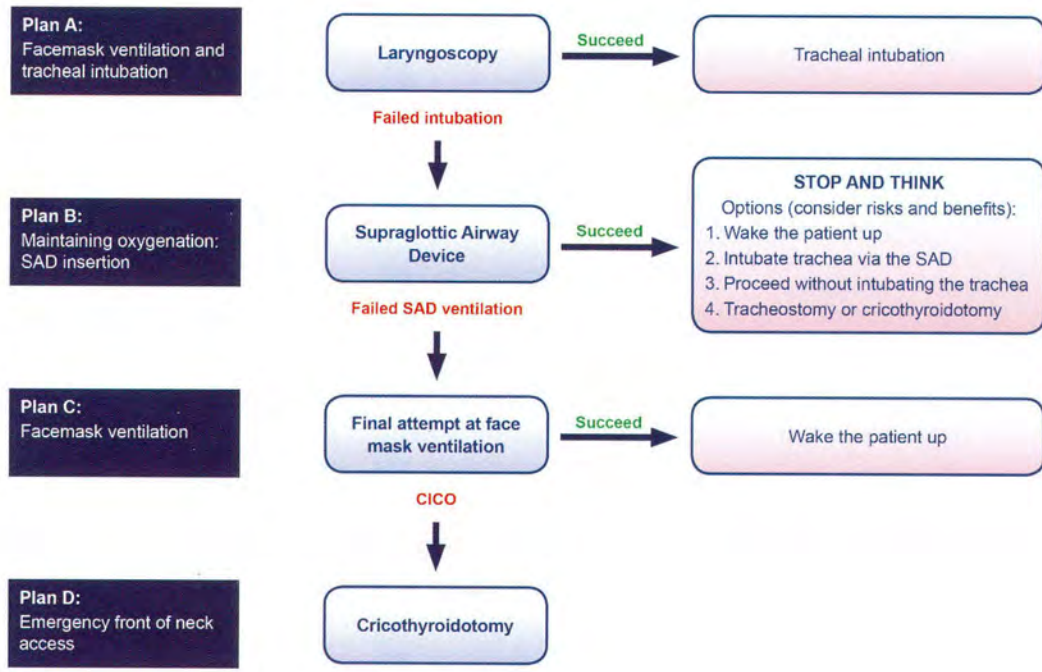 Plan A:
Facemask ventilation and
tracheal intubation
Laryngoscopy
Succeed
Tracheal intubation
Failed intubation
Plan B:
Maintaining oxygenation:
SAD insertion
Supraglottic Airway
Device
Succeed
STOP AND THINK
Options (consider risks and benefits):
1. Wake the patient up
2. Intubate trachea via the SAD
3. Proceed without intubating the trachea
4. Tracheostomy or cricothyroidotomy
Failed SAD ventilation
Plan C:
Facemask ventilation
Final attempt at face
mask ventilation
Succeed
Wake the patient up
CICO
Plan D:
Emergency front of neck
access
Cricothyroidotomy